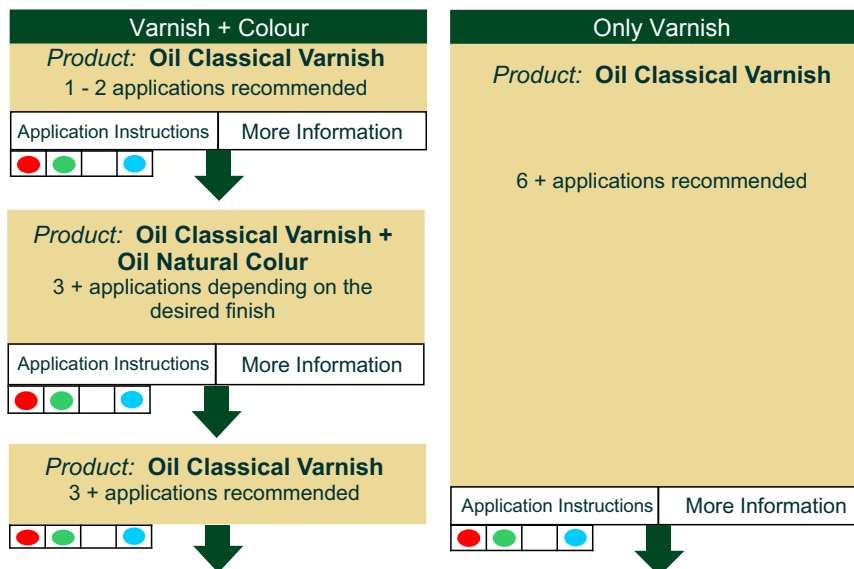 Varnish + Colour
Product: Oil Classical Varnish
1 - 2 applications recommended
Application Instructions
More Information
Product: Oil Classical Varnish +
Oil Natural Colur
3 + applications depending on the
desired finish
Application Instructions
More Information
Product: Oil Classical Varnish
3 + applications recommended
Only Varnish
Product: Oil Classical Varnish
6 + applications recommended
Application Instructions
More Information